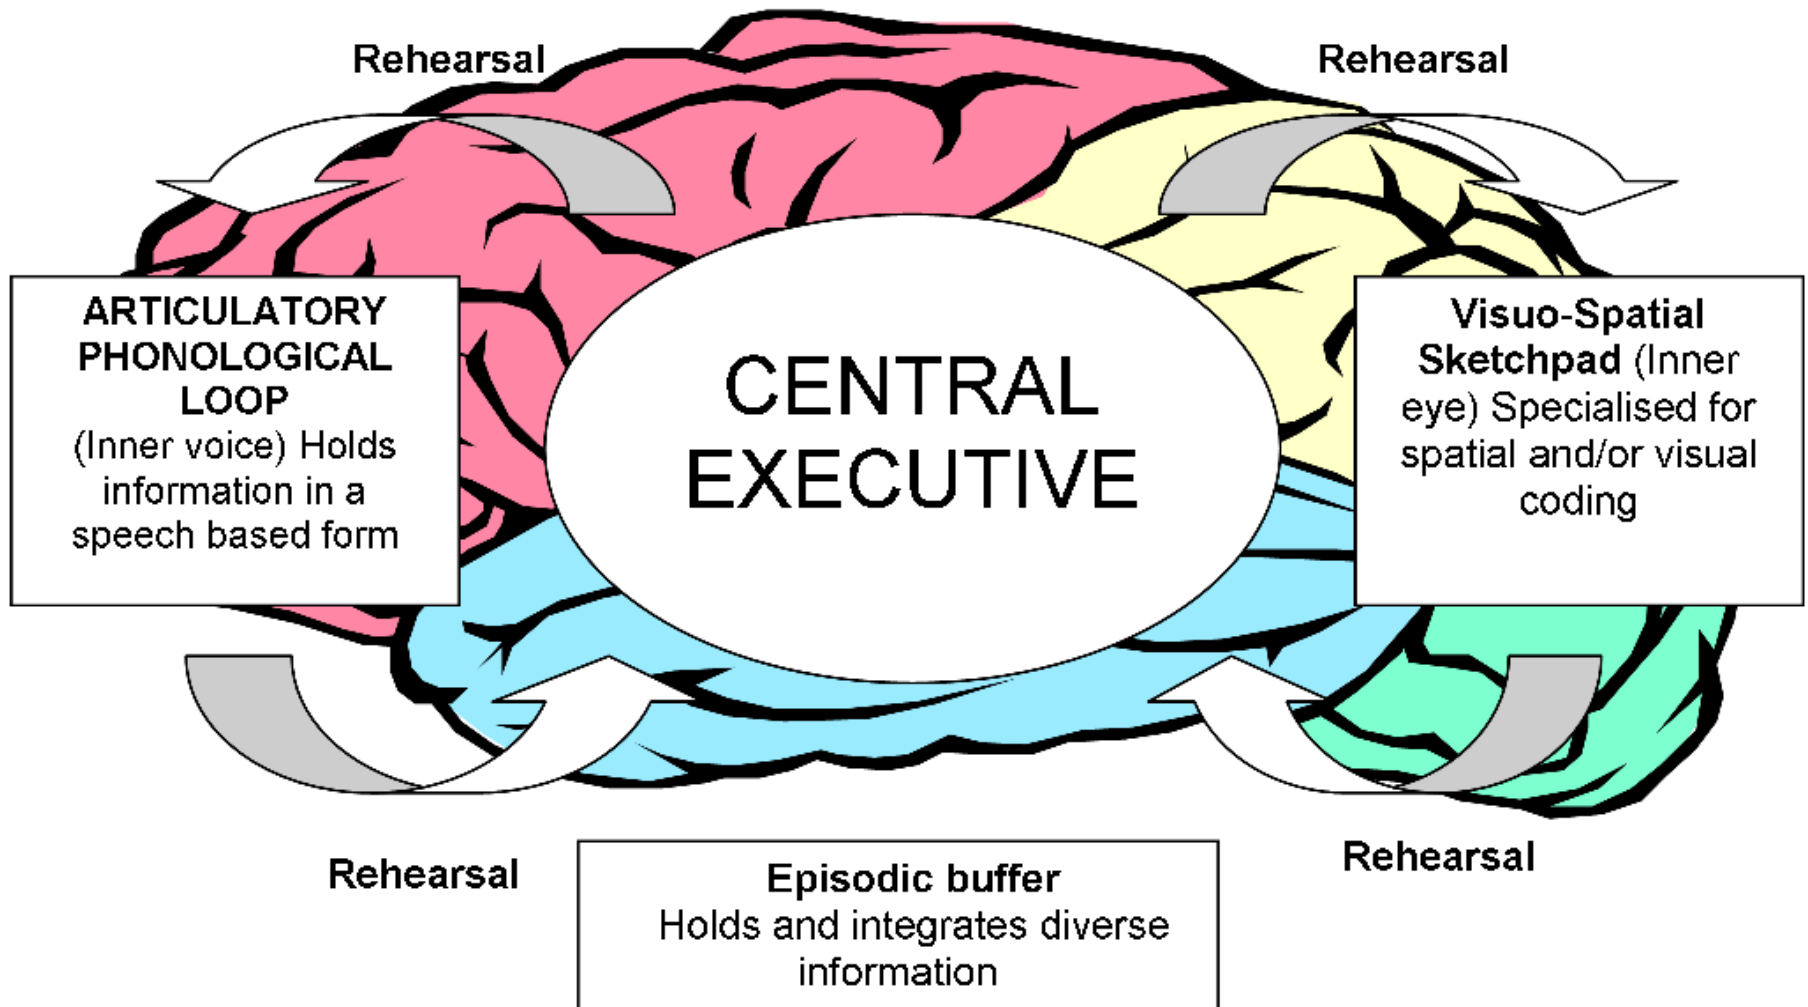 Rehearsal
Rehearsal
ARTICULATORY
PHONOLOGICAL
LOOP
(Inner voice) Holds
information in a
speech based form
CENTRAL
EXECUTIVE
Visuo-Spatial
Sketchpad (Inner
eye) Specialised for
spatial and/or visual
coding
Rehearsal
Rehearsal
Episodic buffer
Holds and integrates diverse
information